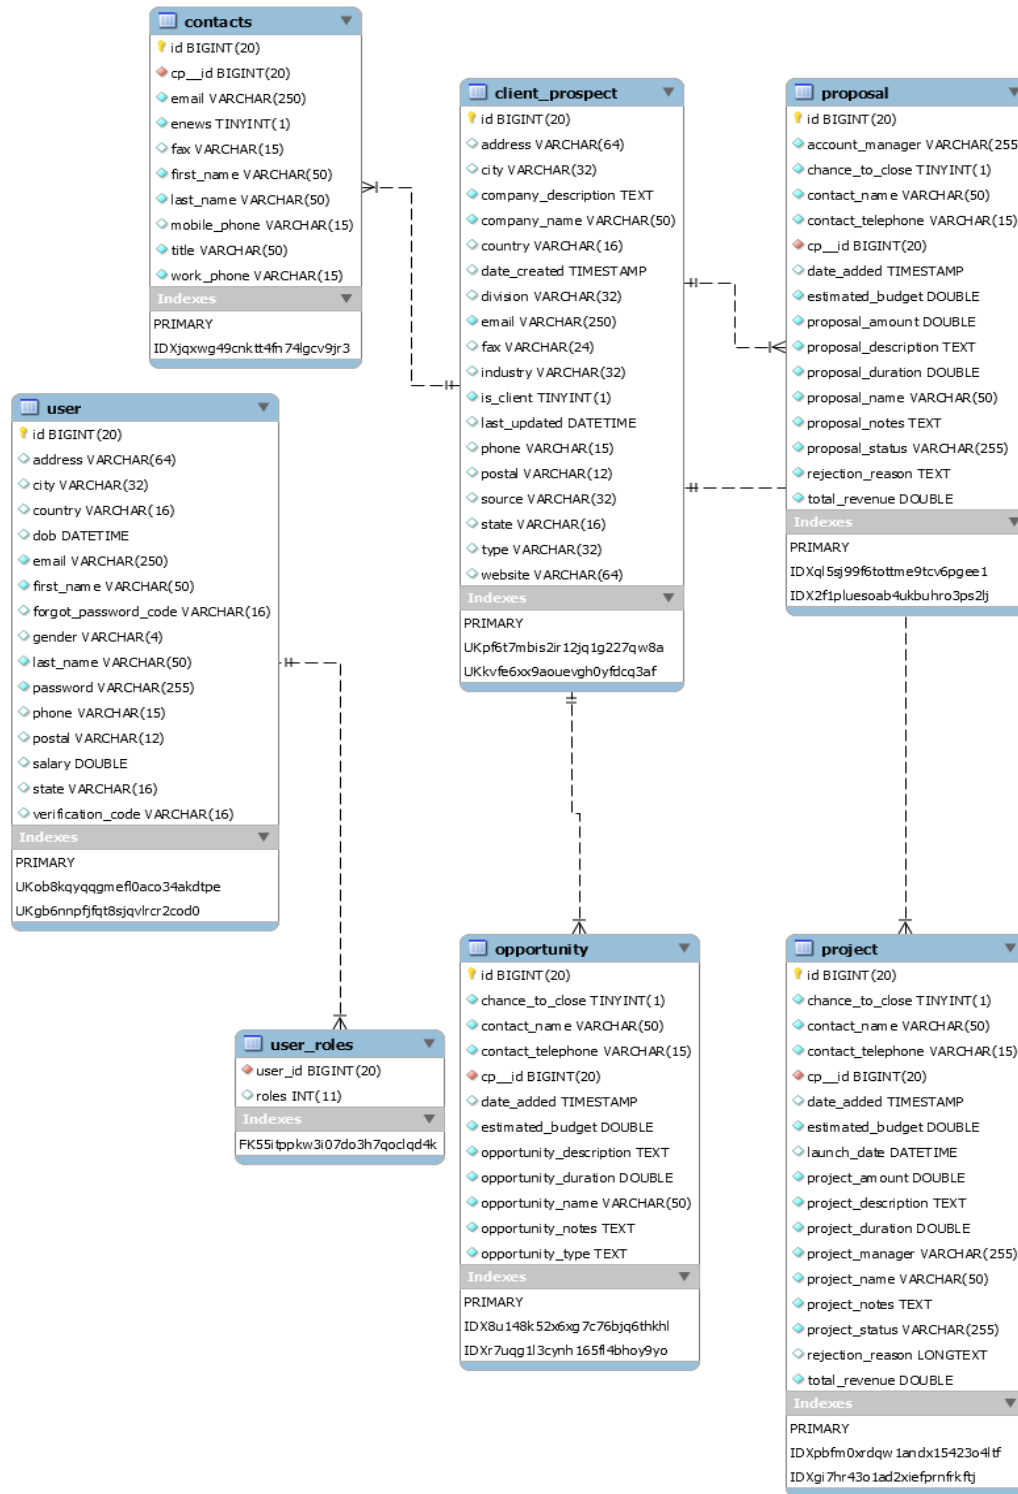 contacts
id BIGINT(20)
cp__id BIGINT(20)
email VARCHAR(250)
enews TINYINT(1)
fax VARCHAR(15)
first_name VARCHAR(50)
last_name VARCHAR(50)
mobile_phone VARCHAR(15)
title VARCHAR(50)
work_phone VARCHAR(15)
Indexes
PRIMARY
IDXjqxwg49cnktt4fn74lgcv9jr3
client_prospect
id BIGINT(20)
address VARCHAR(64)
city VARCHAR(32)
company_description TEXT
company_name VARCHAR(50)
country VARCHAR(16)
date_created TIMESTAMP
division VARCHAR(32)
email VARCHAR(250)
fax VARCHAR(24)
industry VARCHAR(32)
is_client TINYINT(1)
last_updated DATETIME
phone VARCHAR(15)
postal VARCHAR(12)
source VARCHAR(32)
state VARCHAR(16)
type VARCHAR(32)
website VARCHAR(64)
Indexes
PRIMARY
UKpf6t7mbis2ir12jq1g227qw8a
UKkvfe6xx9aouevgh0yfdcq3af
proposal
id BIGINT(20)
account_manager VARCHAR(255
chance_to_close TINYINT(1)
contact_name VARCHAR(50)
contact_telephone VARCHAR(15)
cp__id BIGINT(20)
date_added TIMESTAMP
estimated_budget DOUBLE
proposal_amount DOUBLE
proposal_description TEXT
proposal_duration DOUBLE
proposal_name VARCHAR(50)
proposal_notes TEXT
proposal_status VARCHAR(255)
rejection_reason TEXT
total_revenue DOUBLE
Indexes
PRIMARY
IDXql5sj99f6tottme9tcv6pgee1
IDX2f1pluesoab4ukbuhro3ps2lj
user
id BIGINT(20)
address VARCHAR(64)
city VARCHAR(32)
country VARCHAR(16)
dob DATETIME
email VARCHAR(250)
first_name VARCHAR(50)
forgot_password_code VARCHAR(16)
gender VARCHAR(4)
last_name VARCHAR(50)
password VARCHAR(255)
phone VARCHAR(15)
postal VARCHAR(12)
salary DOUBLE
state VARCHAR(16)
verification_code VARCHAR(16)
Indexes
PRIMARY
UKob8kqyqqgmefl0aco34akdtpe
UKgb6nnpfjfqt8sjqvlrcr2cod0
user_roles
user_id BIGINT(20)
roles INT(11)
Indexes
FK55itppkw3i07do3h7qoclqd4k
opportunity
id BIGINT(20)
chance_to_close TINYINT(1)
contact_name VARCHAR(50)
contact_telephone VARCHAR(15)
cp__id BIGINT(20)
date_added TIMESTAMP
estimated_budget DOUBLE
opportunity_description TEXT
opportunity_duration DOUBLE
opportunity_name VARCHAR(50)
opportunity_notes TEXT
opportunity_type TEXT
Indexes
PRIMARY
IDX8u148k52x6xg7c76bjq6thkhl
IDXr7uqg1l3cynh165fl4bhoy9yo
project
id BIGINT(20)
chance_to_close TINYINT(1)
contact_name VARCHAR(50)
contact_telephone VARCHAR(15)
cp__id BIGINT(20)
date_added TIMESTAMP
estimated_budget DOUBLE
launch_date DATETIME
project_amount DOUBLE
project_description TEXT
project_duration DOUBLE
project_manager VARCHAR(255)
project_name VARCHAR(50)
project_notes TEXT
project_status VARCHAR(255)
rejection_reason LONGTEXT
total_revenue DOUBLE
Indexes
PRIMARY
IDXpbfm0xrdqw1andx15423o4ltf
IDXgi7hr43o1ad2xiefprnfrkftj